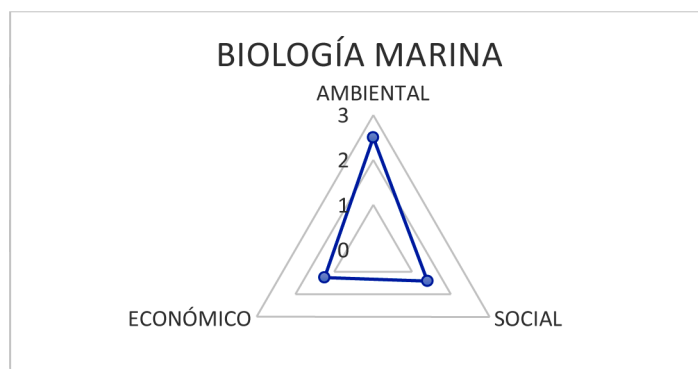 BIOLOGÍA MARINA
AMBIENTAL
3
2
1
0
ECONÓMICO
SOCIAL